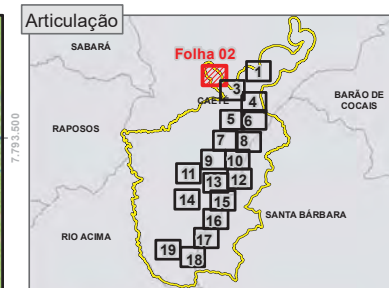 Articulação
SABARÁ
Folha 02
1
3
BARÃO DE
COCAIS
CAETÉ
4
7.793.500
RAPOSOS
5 6
7 8
9 10
11 13 12
14 15
SANTA BÁRBARA
16
RIO ACIMA
17
19 18